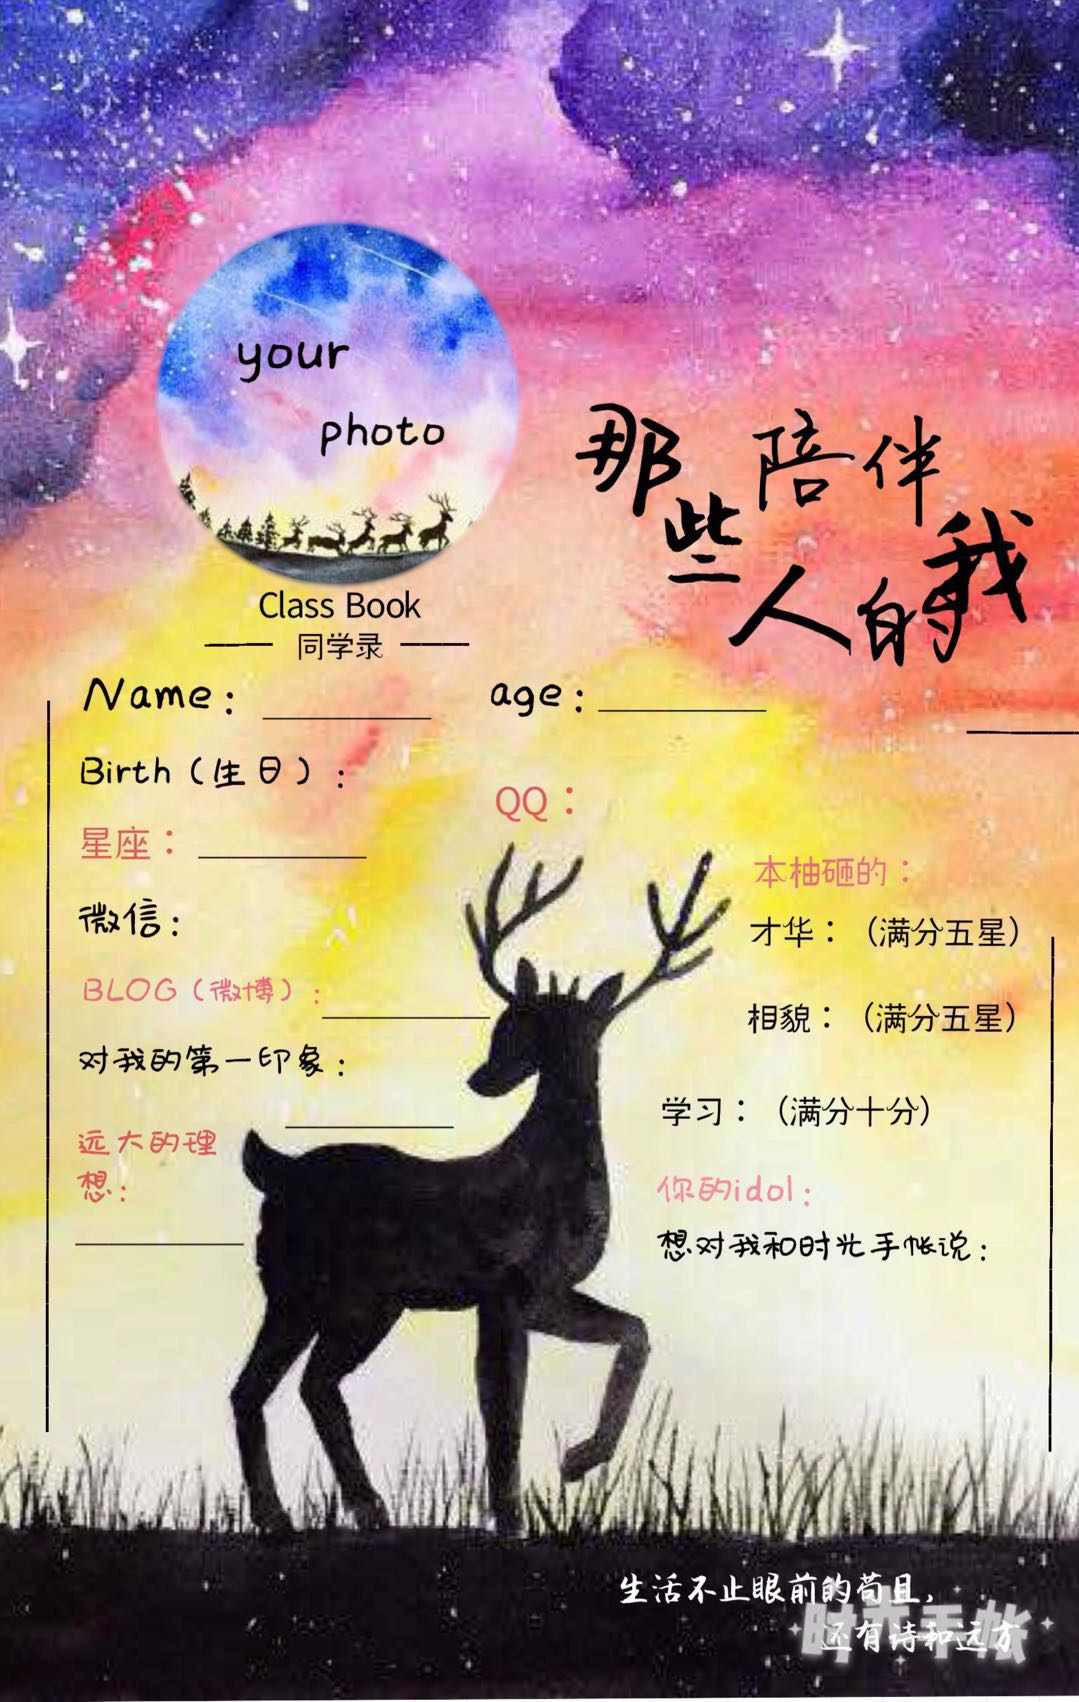 your
photo
那些陪伴我的人
Class Book
同学录
Name：
age：
Birth（生日）：
QQ：
星座：
本柚砸的：
微信：
才华：（满分五星）
BLOG（微博）：
相貌：（满分五星）
对我的第一印象：
学习：（满分十分）
远大的理
想：
你的idol：
想对我和时光手帐说：
生活不止眼前的苟且，
还有诗和远方
时光手帐